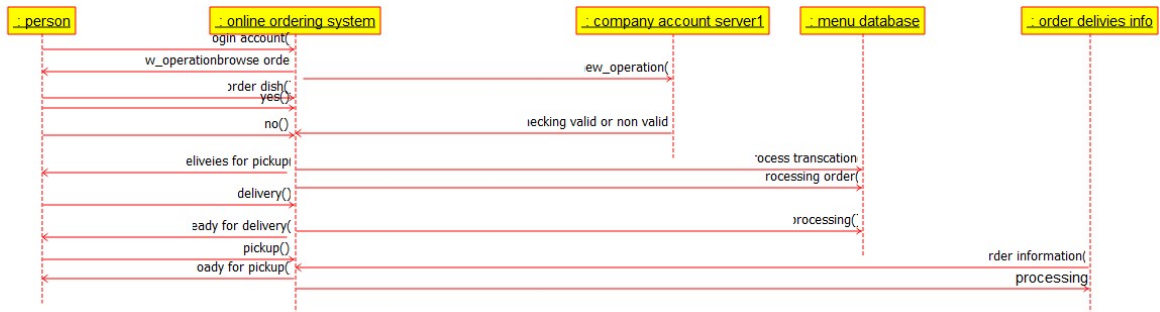 _: person
_: online ordering system
_: company account server1
_: menu database
_: order delivies info
ogin account(
w_operationbrowse orde
ew_operation(
order dish(
yes()
no()
ecking valid or non valid
eliveies for pickup
ocess transcation
rocessing order(
delivery()
eady for delivery(
processing(
pickup()
rder information(
oady for pickup(
processing